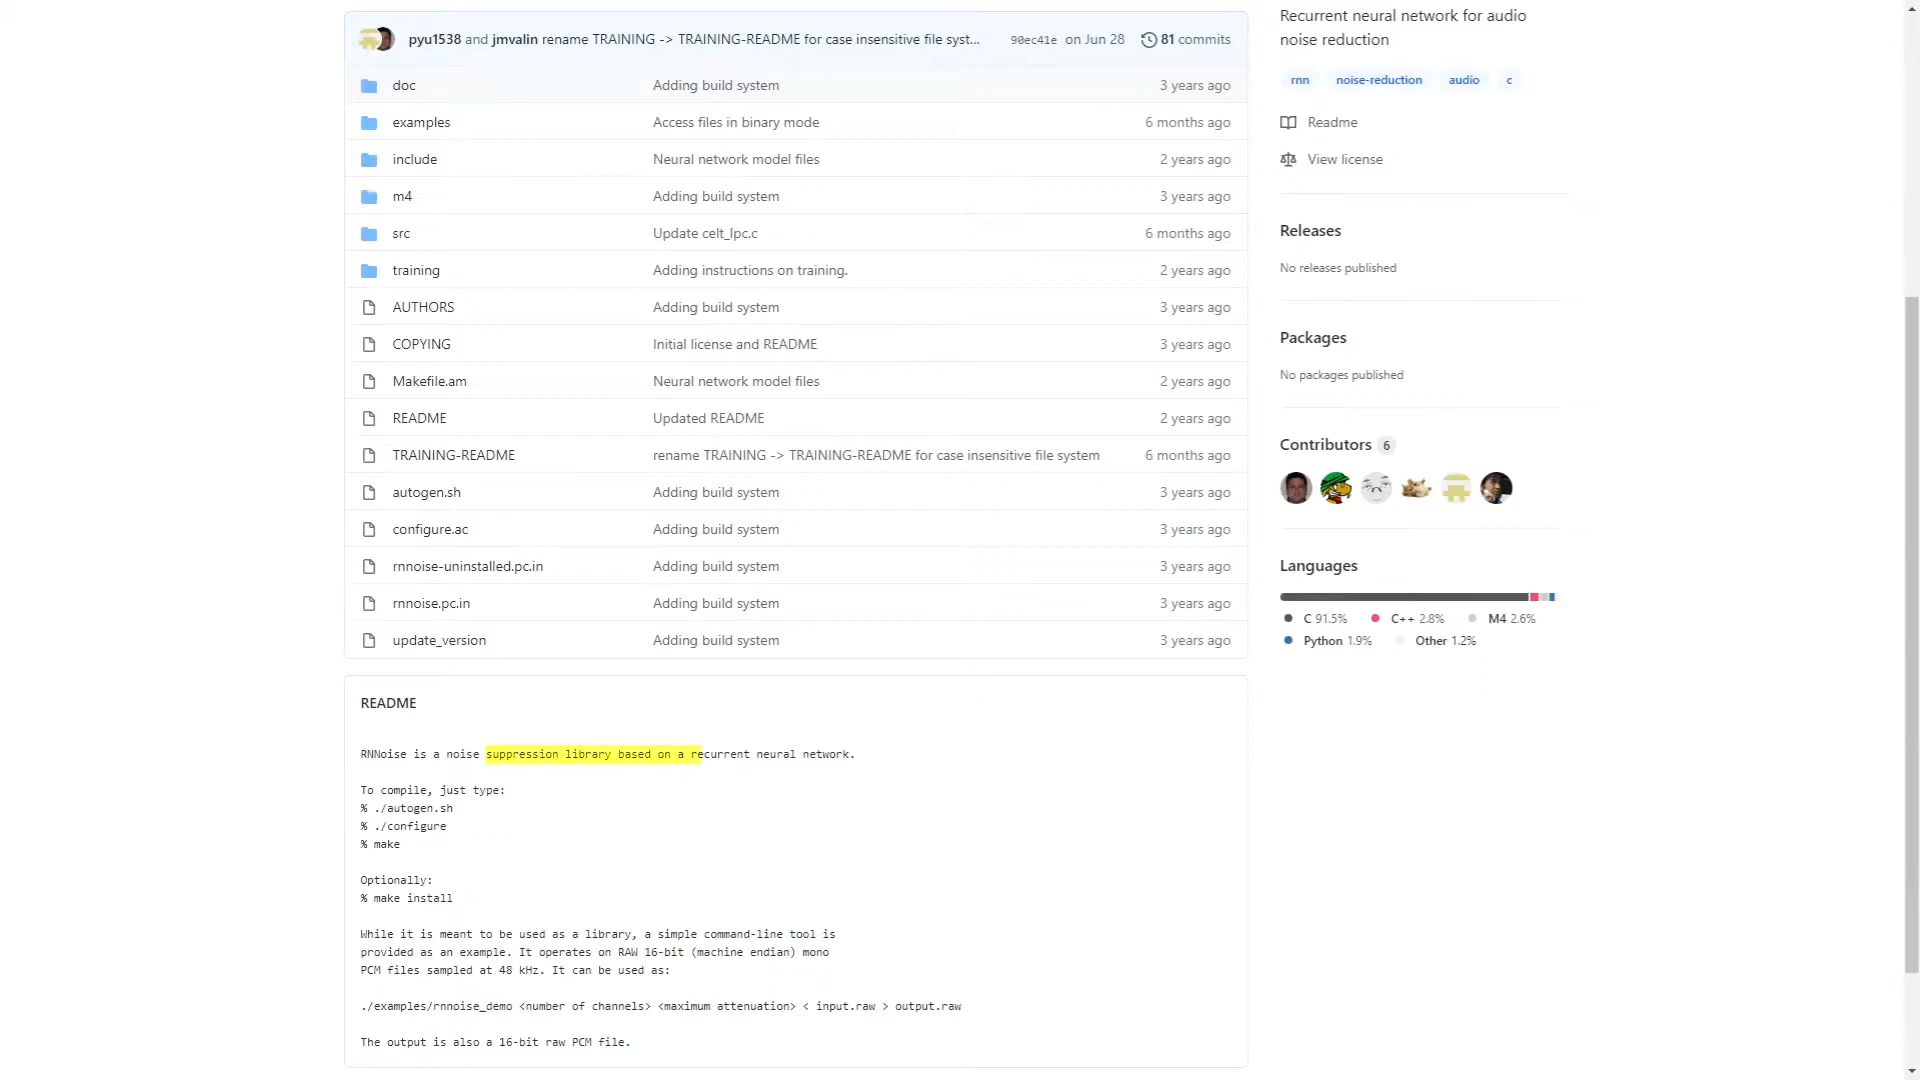 pyu1538 and jmvalin rename TRAINING -> TRAINING-README for case insensitive file syst... 90ec41e on Jun 28 81 commits
doc Adding build system 3 years ago
examples Access files in binary mode 6 months ago
include Neural network model files 2 years ago
m4 Adding build system 3 years ago
src Update celt_lpc.c 6 months ago
training Adding instructions on training. 2 years ago
AUTHORS Adding build system 3 years ago
COPYING Initial license and README 3 years ago
Makefile.am Neural network model files 2 years ago
README Updated README 2 years ago
TRAINING-README rename TRAINING -> TRAINING-README for case insensitive file system 6 months ago
autogen.sh Adding build system 3 years ago
configure.ac Adding build system 3 years ago
rnnoise-uninstalled.pc.in Adding build system 3 years ago
rnnoise.pc.in Adding build system 3 years ago
update_version Adding build system 3 years ago
README
RNNoise is a noise suppression library based on a recurrent neural network.
To compile, just type:
% ./autogen.sh
% ./configure
% make
Optionally:
% make install
While it is meant to be used as a library, a simple command-line tool is
provided as an example. It operates on RAW 16-bit (machine endian) mono
PCM files sampled at 48 kHz. It can be used as:
./examples/rnnoise_demo <number of channels> <maximum attenuation> < input.raw > output.raw
The output is also a 16-bit raw PCM file.
Recurrent neural network for audio
noise reduction
rnn noise-reduction audio c
Readme
View license
Releases
No releases published
Packages
No packages published
Contributors 6
Languages
C 91.5% C++ 2.8% M4 2.6%
Python 1.9% Other 1.2%